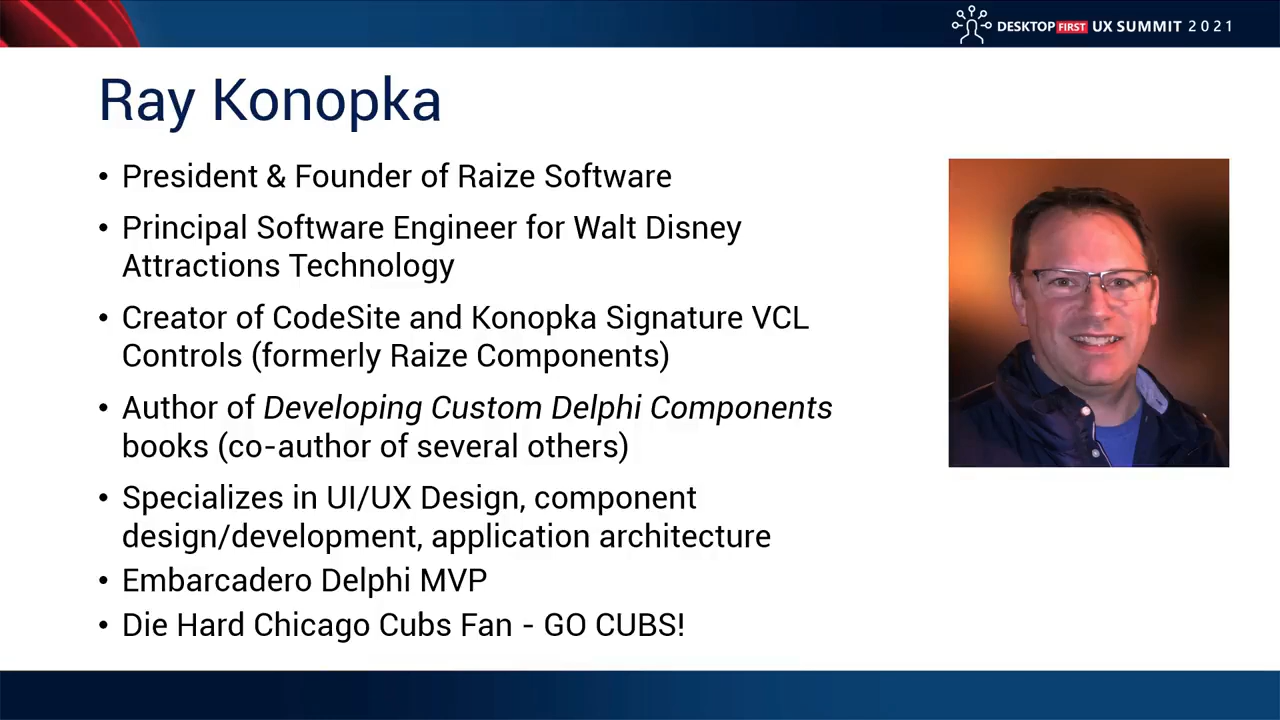 DESKTOP FIRST UX SUMMIT 2021
Ray Konopka
• President & Founder of Raize Software
• Principal Software Engineer for Walt Disney
Attractions Technology
• Creator of CodeSite and Konopka Signature VCL
Controls (formerly Raize Components)
• Author of Developing Custom Delphi Components
books (co-author of several others)
• Specializes in UI/UX Design, component
design/development, application architecture
• Embarcadero Delphi MVP
• Die Hard Chicago Cubs Fan - GO CUBS!